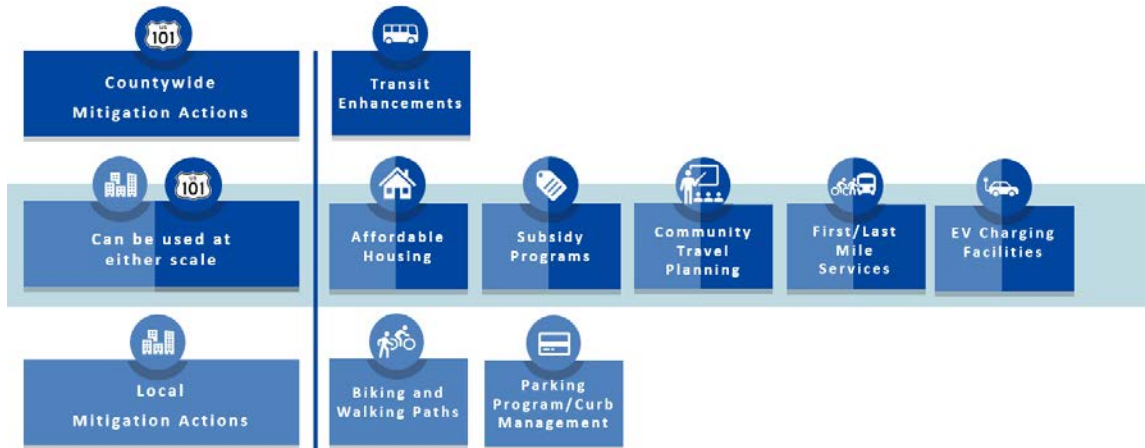 US
101
Countywide
Mitigation Actions
Transit
Enhancements
US
101
Can be used at
either scale
Affordable
Housing
Subsidy
Programs
Community
Travel
Planning
First/Last
Mile
Services
EV Charging
Facilities
Local
Mitigation Actions
Biking and
Walking Paths
Parking
Program/Curb
Management